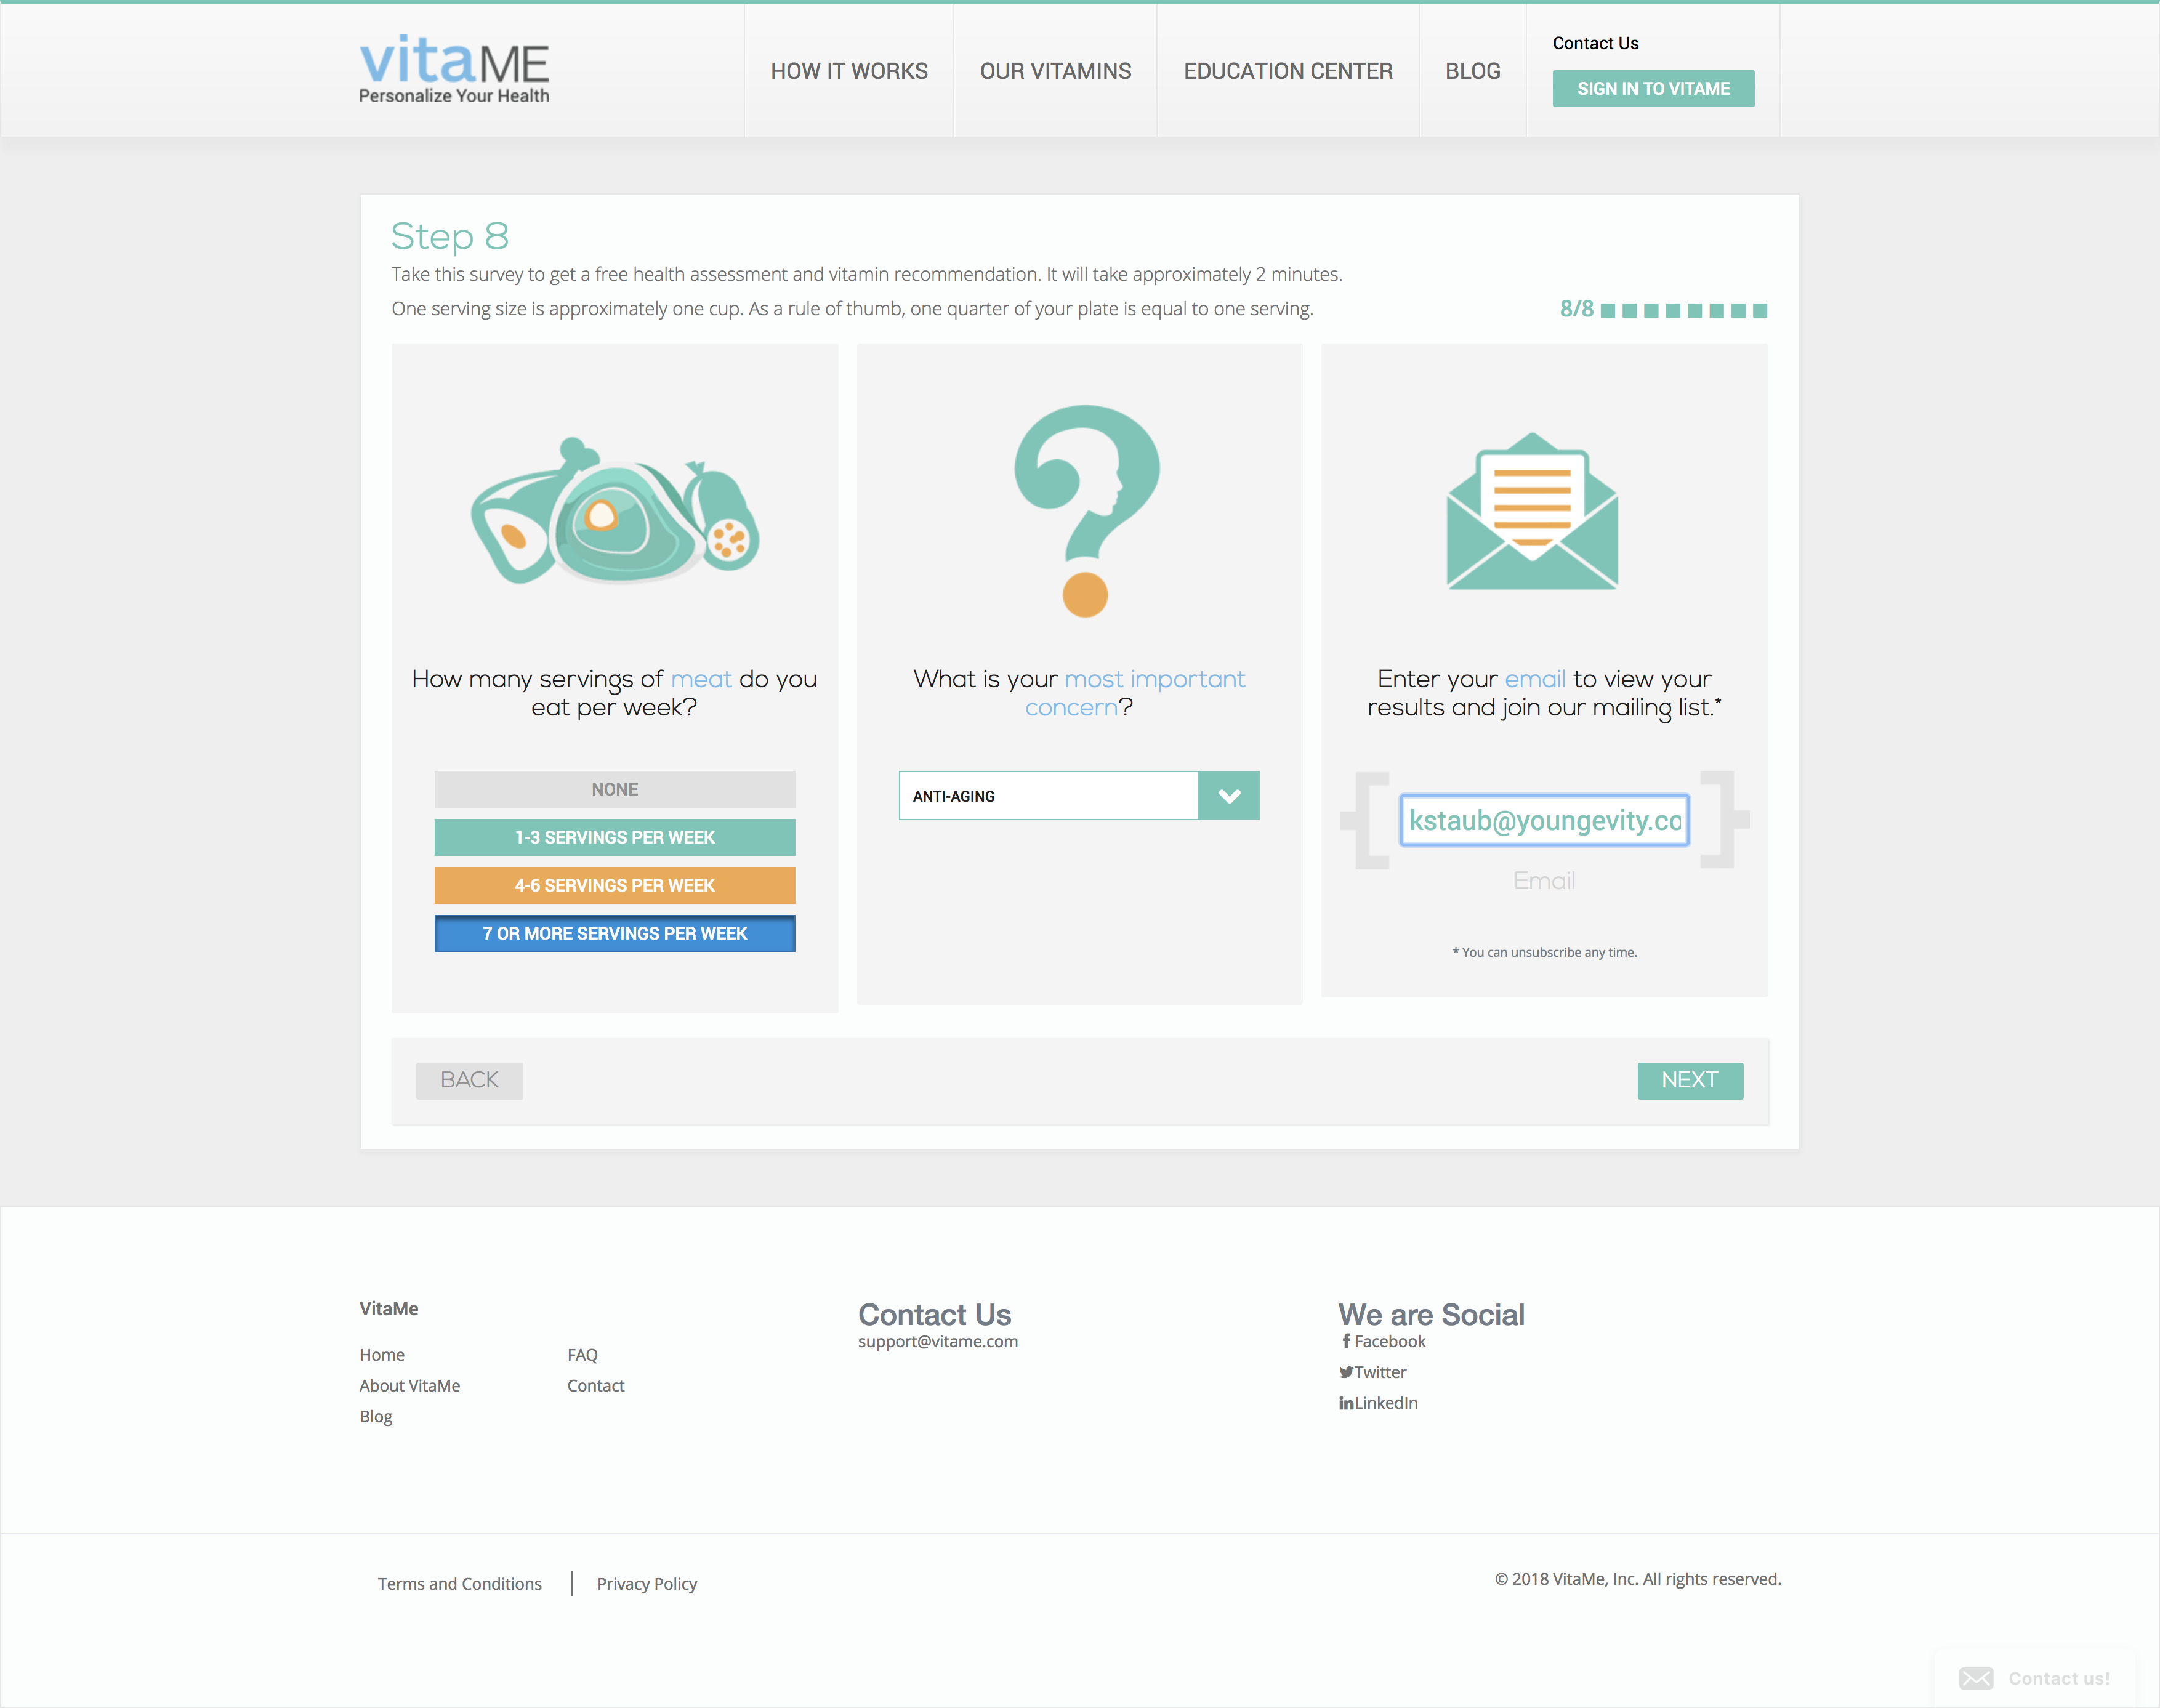 vitaME
Personalize Your Health
HOW IT WORKS
OUR VITAMINS
EDUCATION CENTER
BLOG
Contact Us
SIGN IN TO VITAME
Step 8
Take this survey to get a free health assessment and vitamin recommendation. It will take approximately 2 minutes.
One serving size is approximately one cup. As a rule of thumb, one quarter of your plate is equal to one serving.
8/8
How many servings of meat do you
eat per week?
NONE
1-3 SERVINGS PER WEEK
4-6 SERVINGS PER WEEK
7 OR MORE SERVINGS PER WEEK
What is your most important
concern?
ANTI-AGING
Enter your email to view your
results and join our mailing list.*
kstaub@youngevity.co
Email
* You can unsubscribe any time.
BACK
NEXT
VitaMe
Home
About VitaMe
Blog
FAQ
Contact
Contact Us
support@vitame.com
We are Social
Facebook
Twitter
LinkedIn
Terms and Conditions
Privacy Policy
© 2018 VitaMe, Inc. All rights reserved.
Contact us!